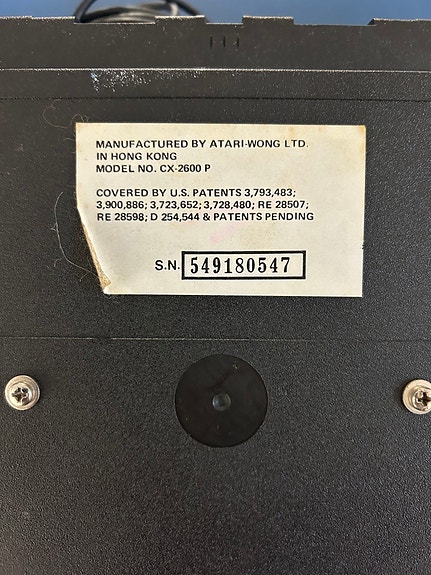 MANUFACTURED BY ATARI-WONG LTD.
IN HONG KONG
MODEL NO. CX-2600 P
COVERED BY U.S. PATENTS 3,793,483;
3,900,886; 3,723,652; 3,728,480; RE 28507;
RE 28598; D 254,544 & PATENTS PENDING
S.N. 549180547